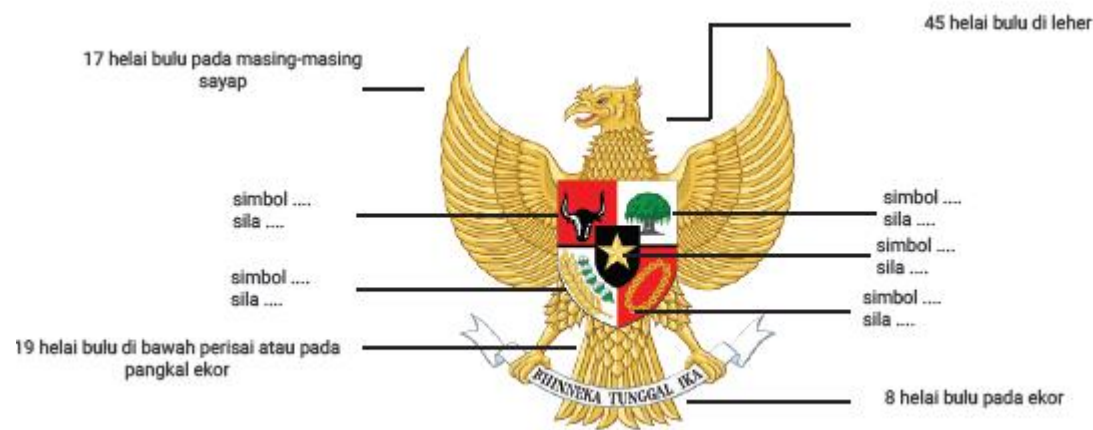 45 helai bulu di leher
17 helai bulu pada masing-masing
sayap
simbol ....
sila ....
simbol ....
sila ....
simbol ....
sila ....
simbol ....
sila ....
simbol ....
sila ....
19 helai bulu di bawah perisai atau pada
pangkal ekor
BHINNEKA TUNGGAL IKA
8 helai bulu pada ekor